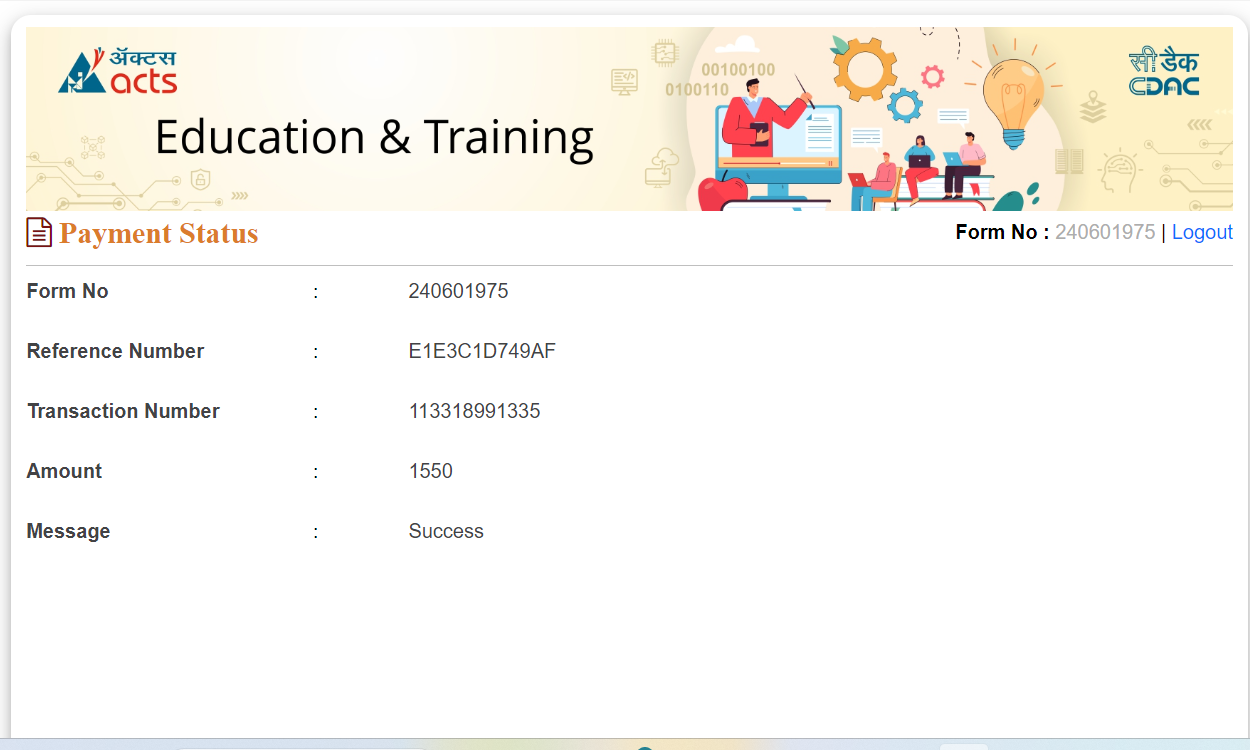 ॲक्टस
acts
00100100
0100110
सी डैक
CDAC
Education & Training
Payment Status
Form No : 240601975 | Logout
Form No : 240601975
Reference Number : E1E3C1D749AF
Transaction Number : 113318991335
Amount : 1550
Message : Success